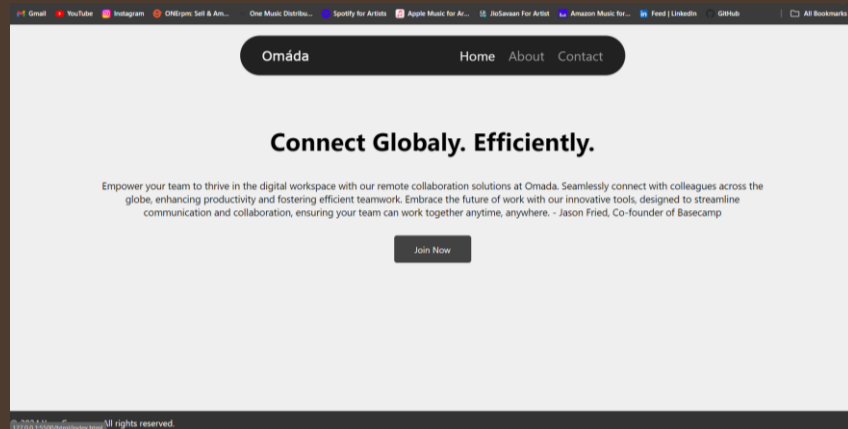 Gmail YouTube Instagram ONErpm: Sell & Am... One Music Distribu... Spotify for Artists Apple Music for Ar... JioSavaan For Artist Amazon Music for... Feed | LinkedIn GitHub All Bookmarks
Omáda Home About Contact
Connect Globaly. Efficiently.
Empower your team to thrive in the digital workspace with our remote collaboration solutions at Omada. Seamlessly connect with colleagues across the
globe, enhancing productivity and fostering efficient teamwork. Embrace the future of work with our innovative tools, designed to streamline
communication and collaboration, ensuring your team can work together anytime, anywhere. - Jason Fried, Co-founder of Basecamp
Join Now
All rights reserved.